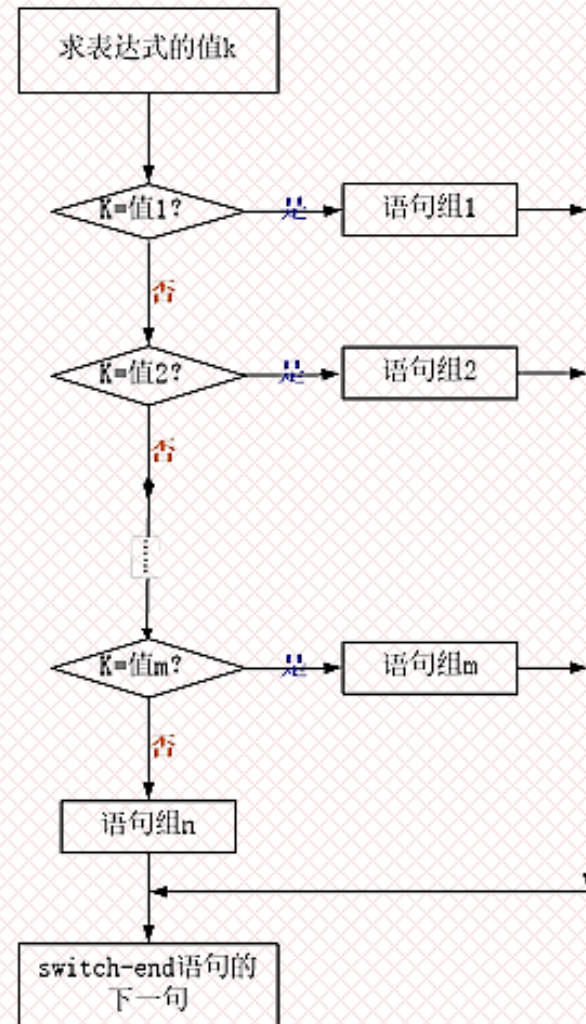 求表达式的值k
K=值1?
是
语句组1
否
K=值2?
是
语句组2
否
K=值m?
是
语句组m
否
语句组n
switch-end语句的
下一句